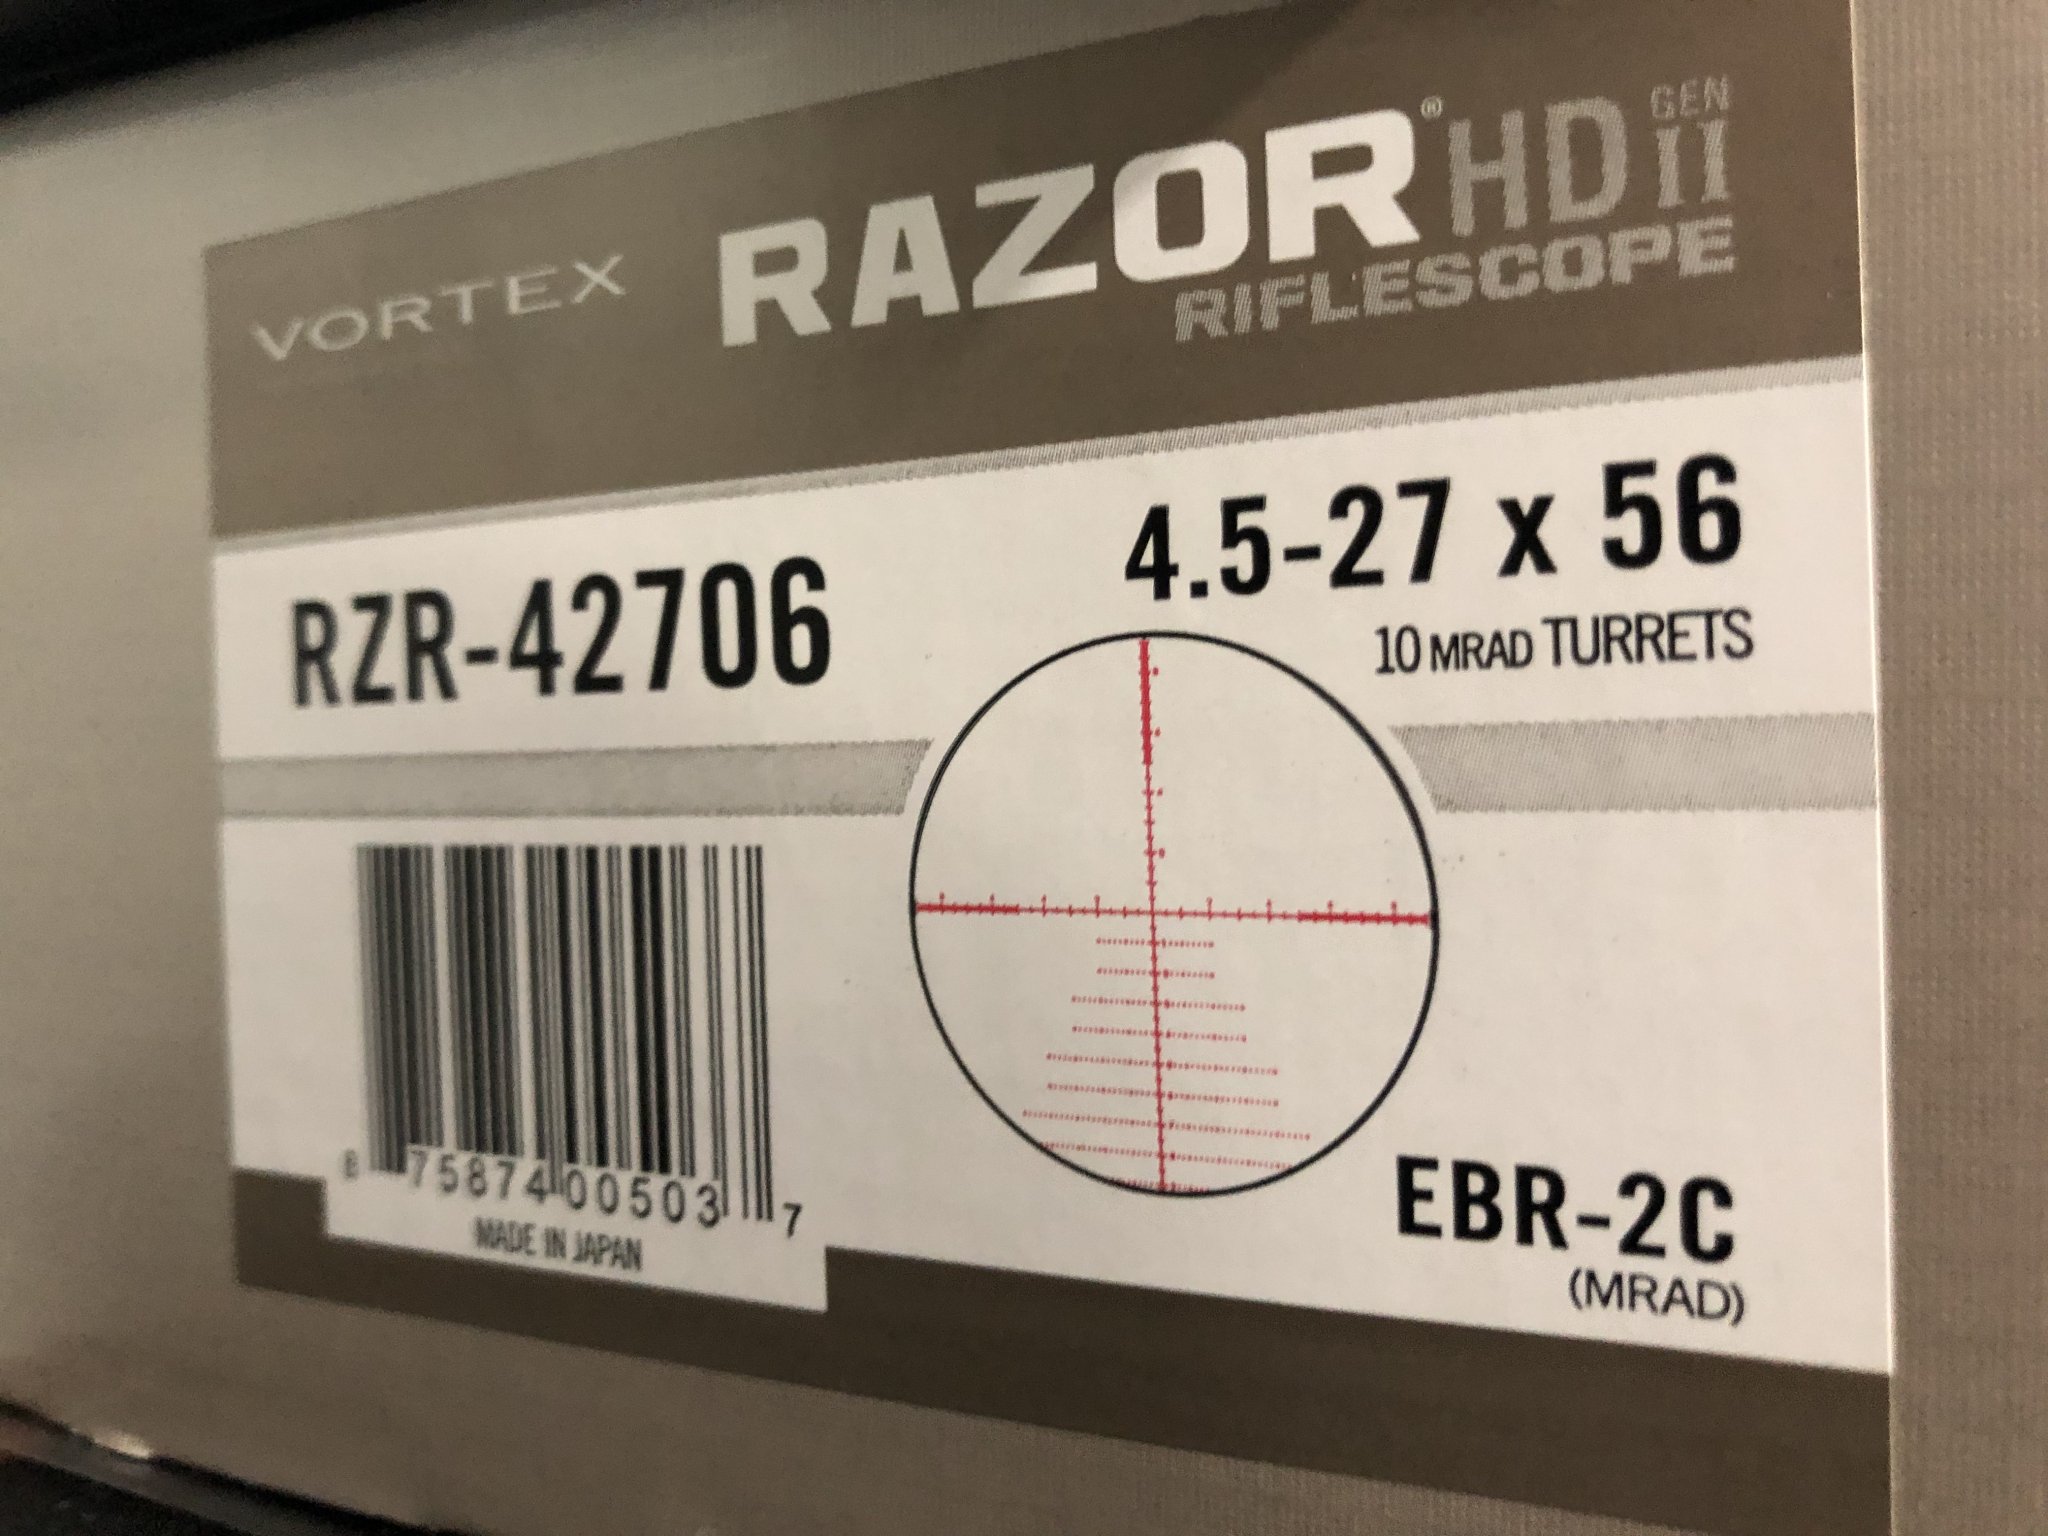 VORTEX
RAZOR® HD GEN II
RIFLESCOPE
RZR-42706
4.5-27 x 56
10 MRAD TURRETS
8 75874 00503 7
MADE IN JAPAN
EBR-2C
(MRAD)